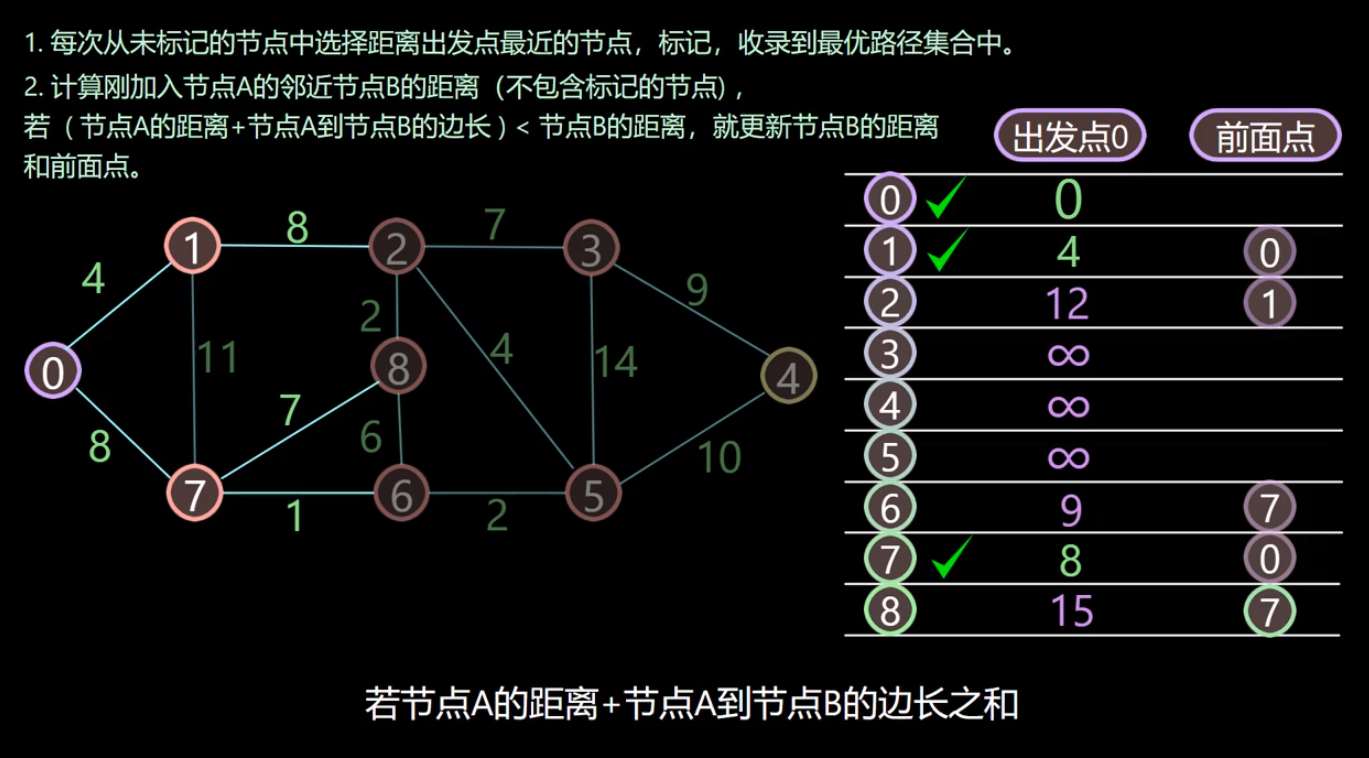 1. 每次从未标记的节点中选择距离出发点最近的节点，标记，收录到最优路径集合中。
2. 计算刚加入节点A的邻近节点B的距离（不包含标记的节点），
若（节点A的距离+节点A到节点B的边长）< 节点B的距离，就更新节点B的距离
和前面点。
出发点0 前面点
0 0
1 4 0
2 12 1
3 ∞
4 ∞
5 ∞
6 9 7
7 8 0
8 15 7
1 8 2 7 3
4 9
2
11 4 14
0 8 4
7
8 6 10
7 1 6 2 5
若节点A的距离+节点A到节点B的边长之和